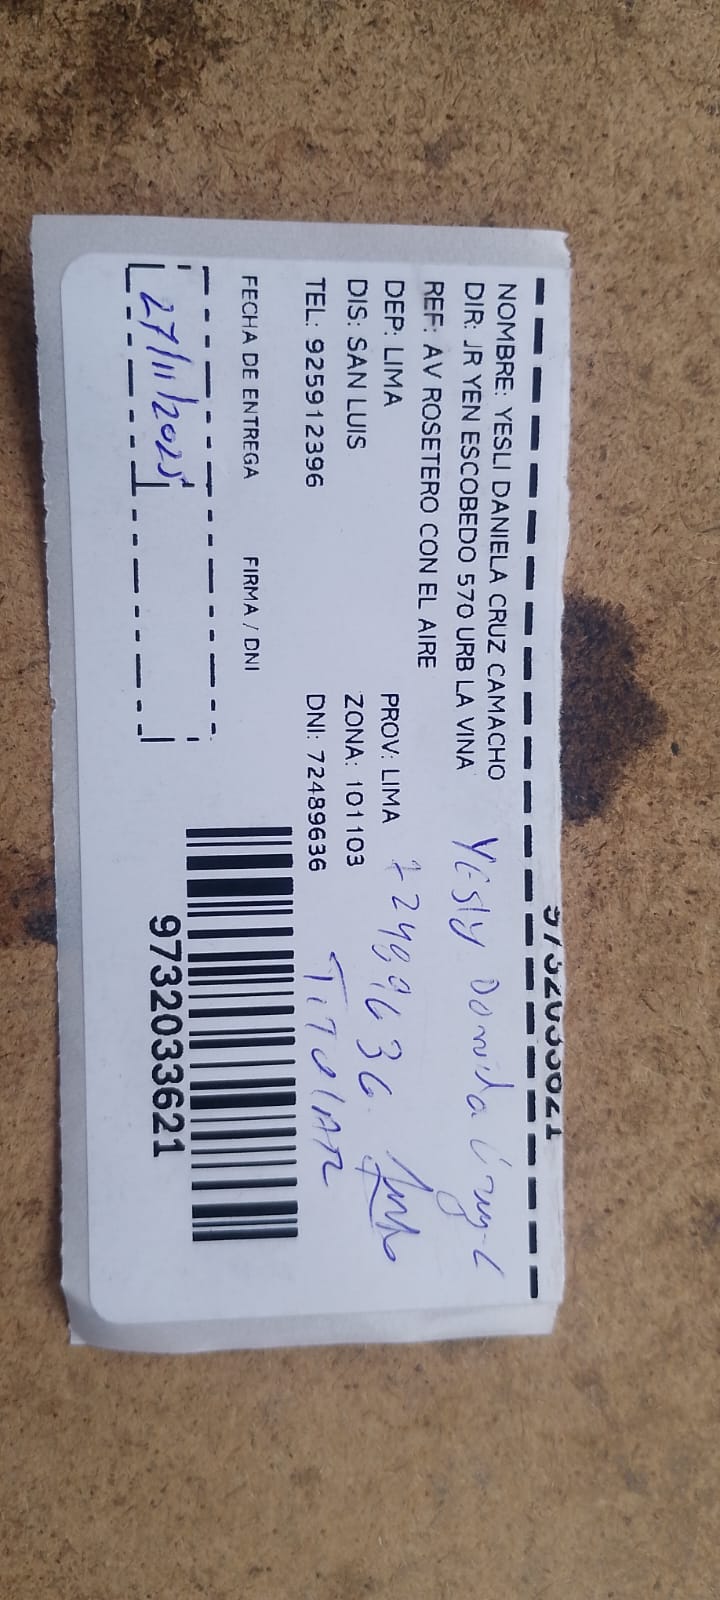 9732033621
NOMBRE: YESLI DANIELA CRUZ CAMACHO
DIR: JR YEN ESCOBEDO 570 URB LA VINA
Yesly Daniela Cruz C
REF: AV ROSETERO CON EL AIRE
DEP: LIMA PROV: LIMA
72489636
DIS: SAN LUIS ZONA: 101103
TEL: 925912396 DNI: 72489636
TITULAR
FECHA DE ENTREGA FIRMA / DNI
27/11/2025
9732033621